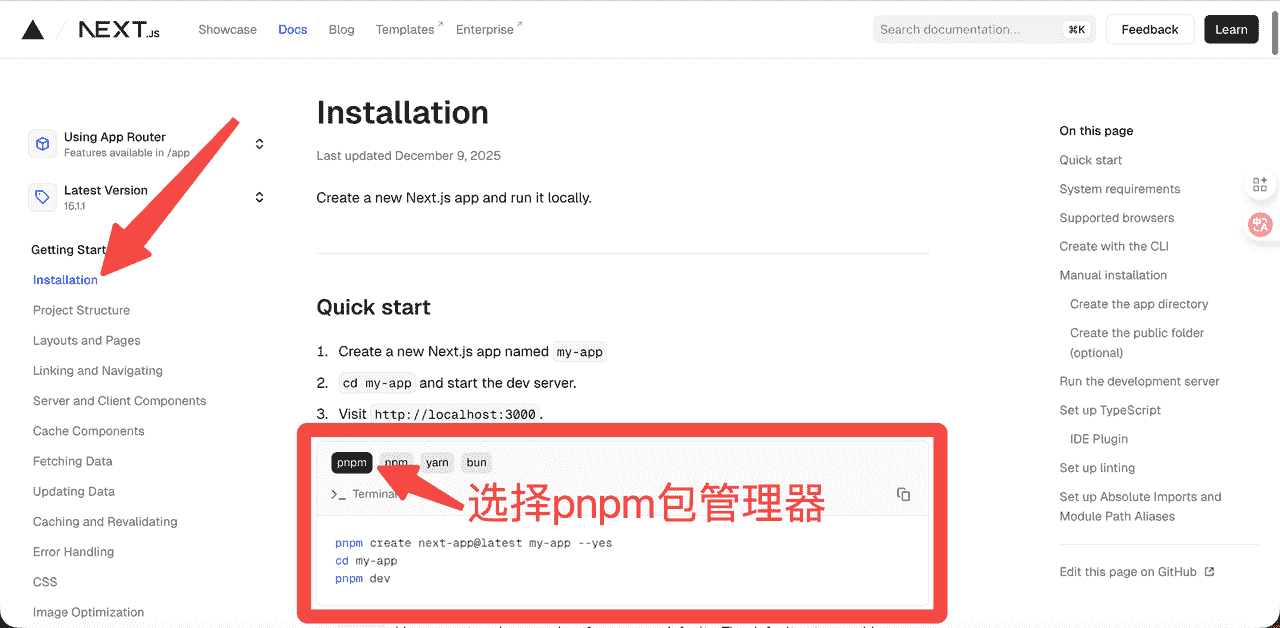 NEXT.JS
Showcase Docs Blog Templates Enterprise
Search documentation... ⌘K Feedback Learn
Using App Router
Features available in /app
Latest Version
16.1.1
Getting Start
Installation
Project Structure
Layouts and Pages
Linking and Navigating
Server and Client Components
Cache Components
Fetching Data
Updating Data
Caching and Revalidating
Error Handling
CSS
Image Optimization
Installation
Last updated December 9, 2025
Create a new Next.js app and run it locally.
Quick start
1. Create a new Next.js app named my-app
2. cd my-app and start the dev server.
3. Visit http://localhost:3000.
pnpm npm yarn bun
>_ Terminal
选择pnpm包管理器
pnpm create next-app@latest my-app --yes
cd my-app
pnpm dev
On this page
Quick start
System requirements
Supported browsers
Create with the CLI
Manual installation
Create the app directory
Create the public folder
(optional)
Run the development server
Set up TypeScript
IDE Plugin
Set up linting
Set up Absolute Imports and
Module Path Aliases
Edit this page on GitHub